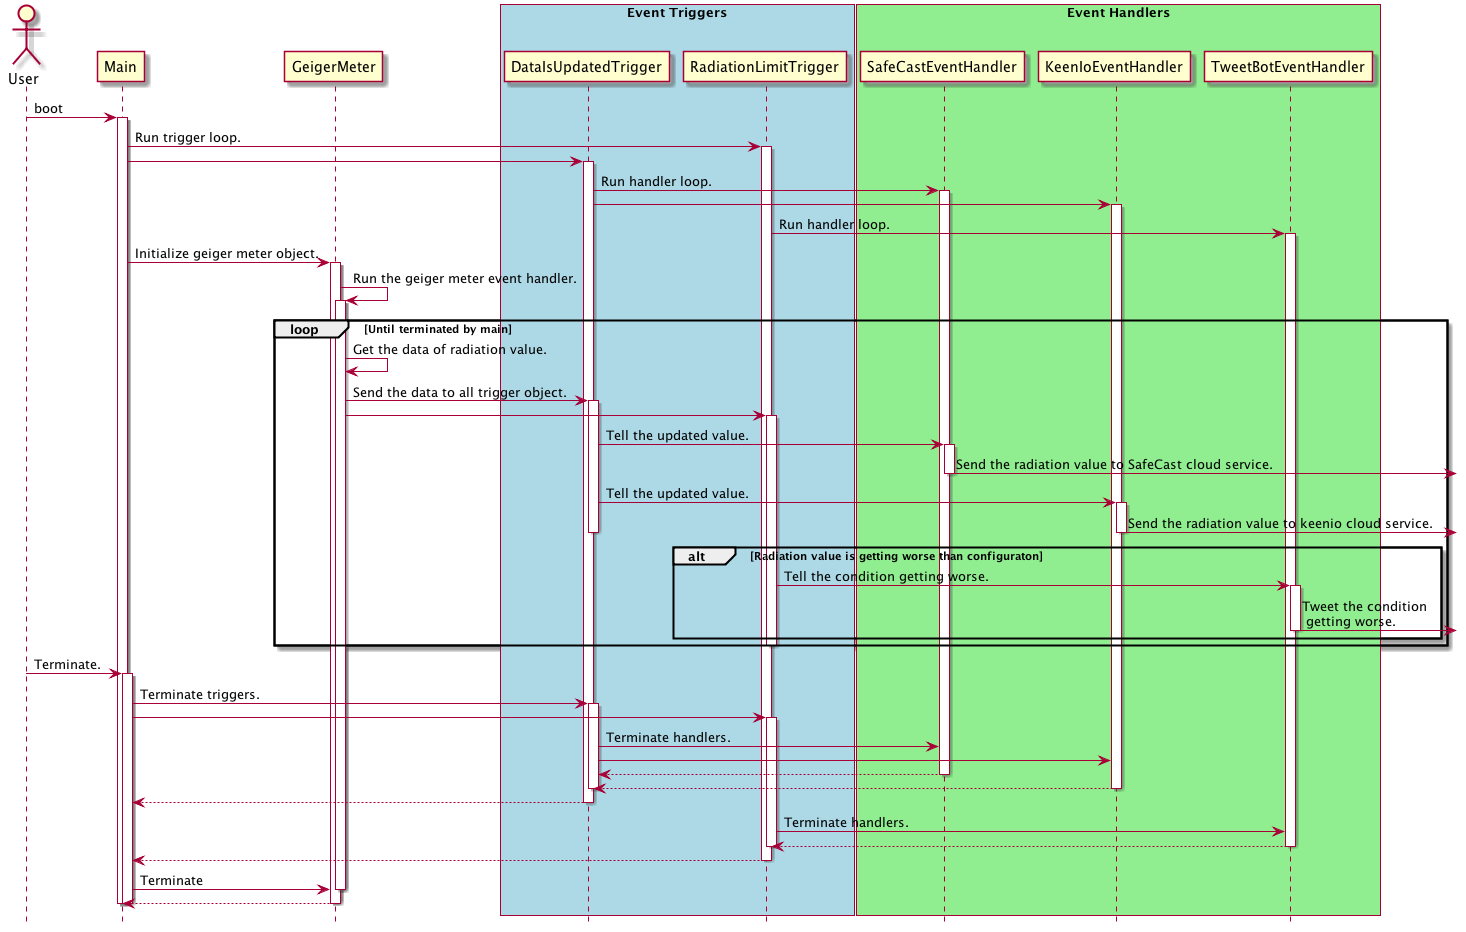 Event Triggers
Event Handlers
User
Main
GeigerMeter
DataIsUpdatedTrigger
RadiationLimitTrigger
SafeCastEventHandler
KeenIoEventHandler
TweetBotEventHandler
boot
Run trigger loop.
Run handler loop.
Run handler loop.
Initialize geiger meter object.
Run the geiger meter event handler.
loop
[Until terminated by main]
Get the data of radiation value.
Send the data to all trigger object.
Tell the updated value.
Send the radiation value to SafeCast cloud service.
Tell the updated value.
Send the radiation value to keenio cloud service.
alt
[Radiation value is getting worse than configuraton]
Tell the condition getting worse.
Tweet the condition
getting worse.
Terminate.
Terminate triggers.
Terminate handlers.
Terminate handlers.
Terminate